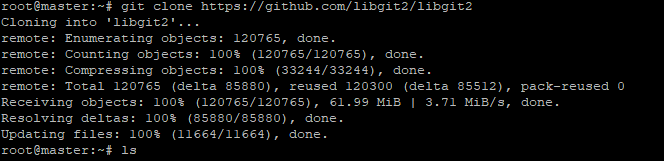 root@master:~# git clone https://github.com/libgit2/libgit2
Cloning into 'libgit2'...
remote: Enumerating objects: 120765, done.
remote: Counting objects: 100% (120765/120765), done.
remote: Compressing objects: 100% (33244/33244), done.
remote: Total 120765 (delta 85880), reused 120300 (delta 85512), pack-reused 0
Receiving objects: 100% (120765/120765), 61.99 MiB | 3.71 MiB/s, done.
Resolving deltas: 100% (85880/85880), done.
Updating files: 100% (11664/11664), done.
root@master:~# ls